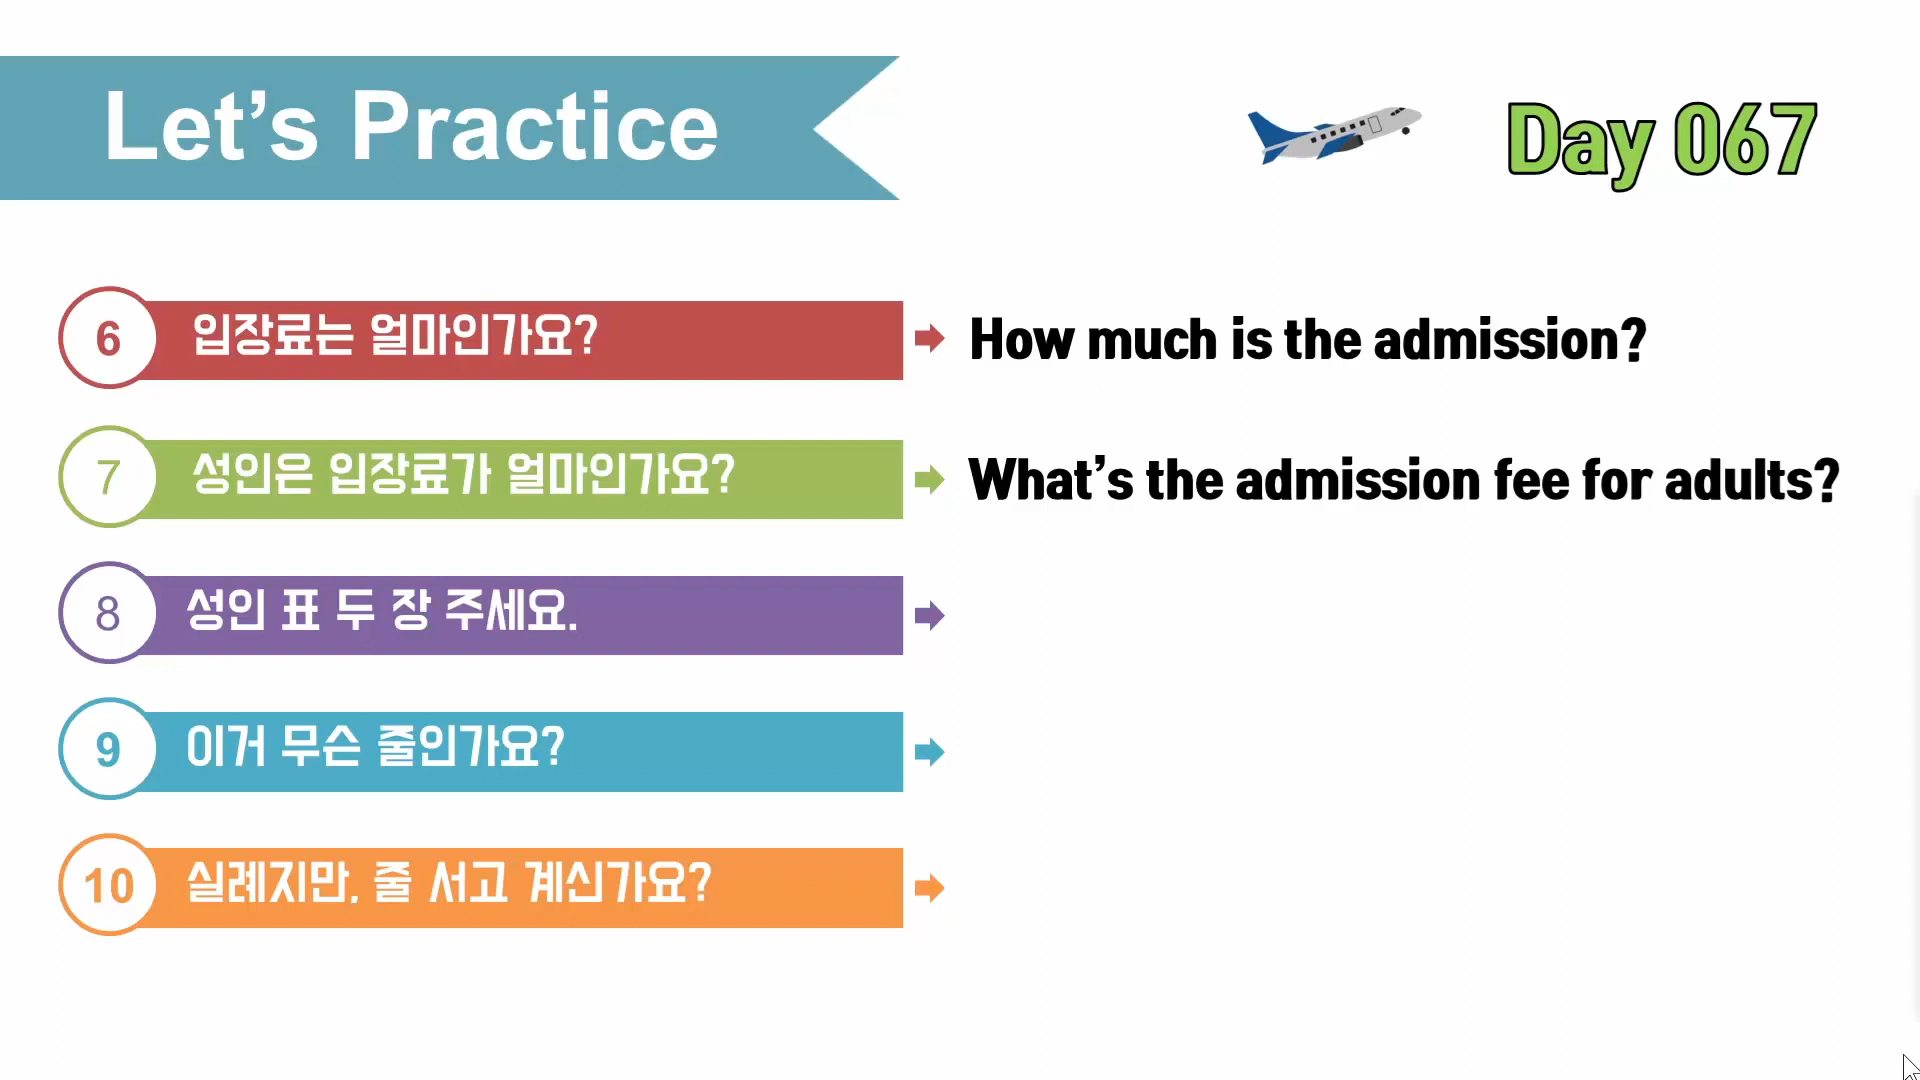 Let’s Practice
Day 067
6 입장료는 얼마인가요? How much is the admission?
7 성인은 입장료가 얼마인가요? What’s the admission fee for adults?
8 성인 표 두 장 주세요.
9 이거 무슨 줄인가요?
10 실례지만, 줄 서고 계신가요?